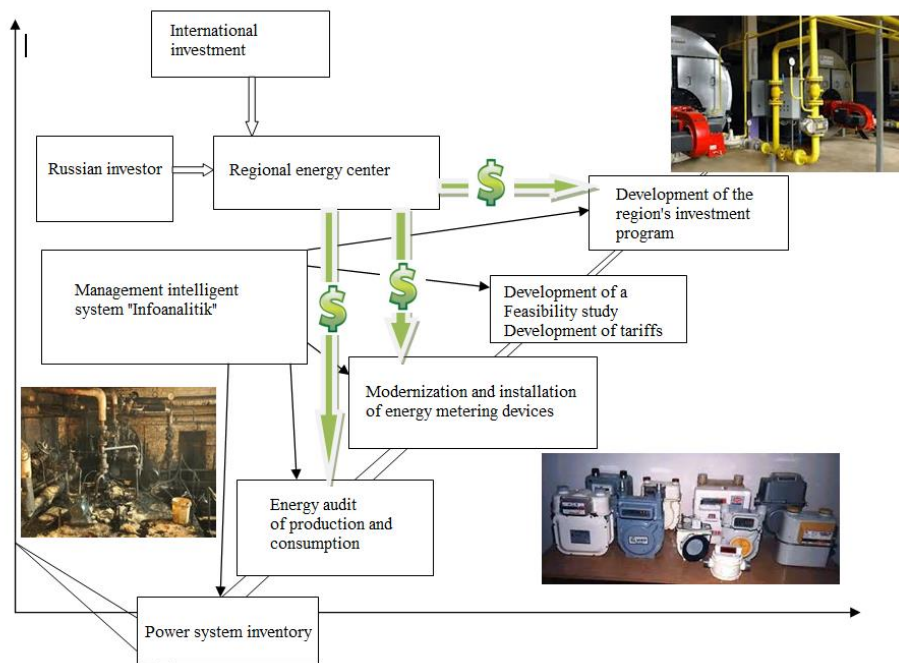 International
investment
Russian investor
Regional energy center
$
Development of the
region's investment
program
Management intelligent
system "Infoanalitik"
$
$
Development of a
Feasibility study
Development of tariffs
Modernization and installation
of energy metering devices
Energy audit
of production and
consumption
Power system inventory